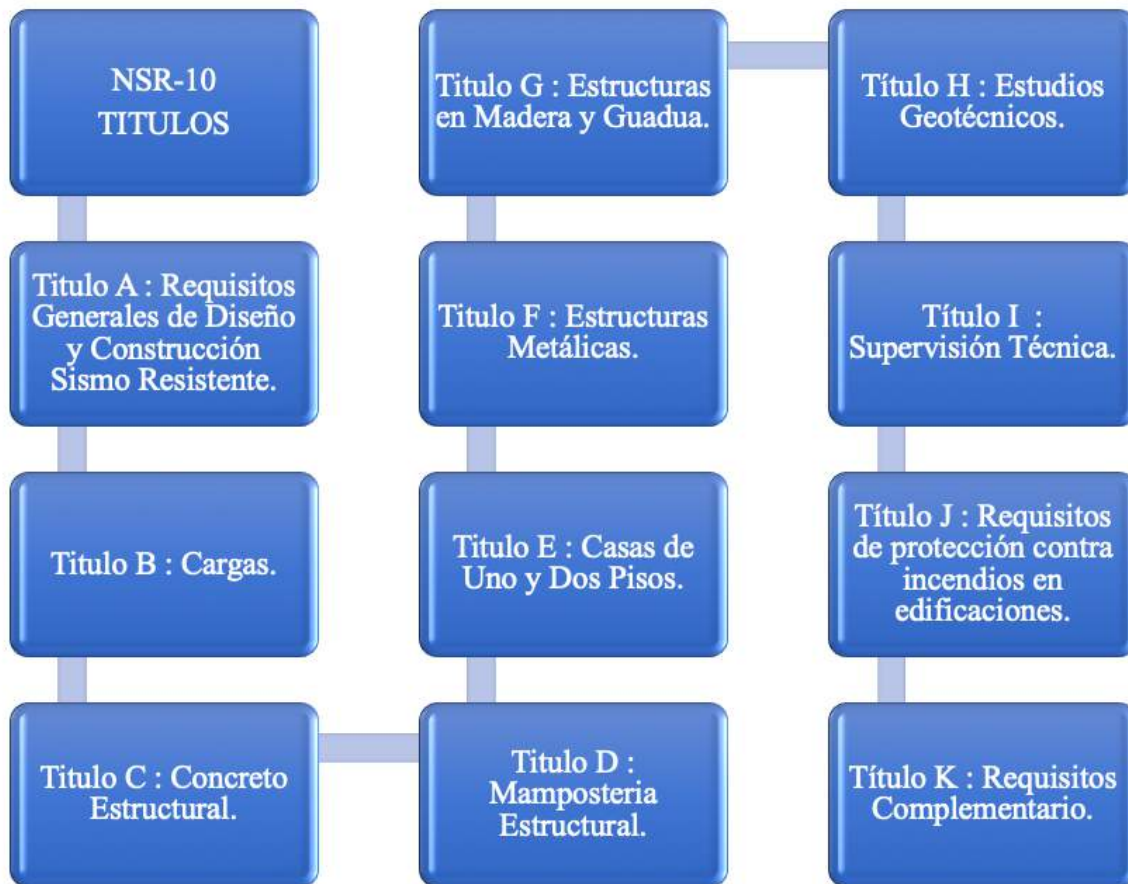 NSR-10
TITULOS
Titulo A : Requisitos
Generales de Diseño
y Construcción
Sismo Resistente.
Titulo B : Cargas.
Titulo C : Concreto
Estructural.
Titulo D :
Mamposteria
Estructural.
Titulo E : Casas de
Uno y Dos Pisos.
Titulo F : Estructuras
Metálicas.
Titulo G : Estructuras
en Madera y Guadua.
Título H : Estudios
Geotécnicos.
Título I :
Supervisión Técnica.
Título J : Requisitos
de protección contra
incendios en
edificaciones.
Título K : Requisitos
Complementario.